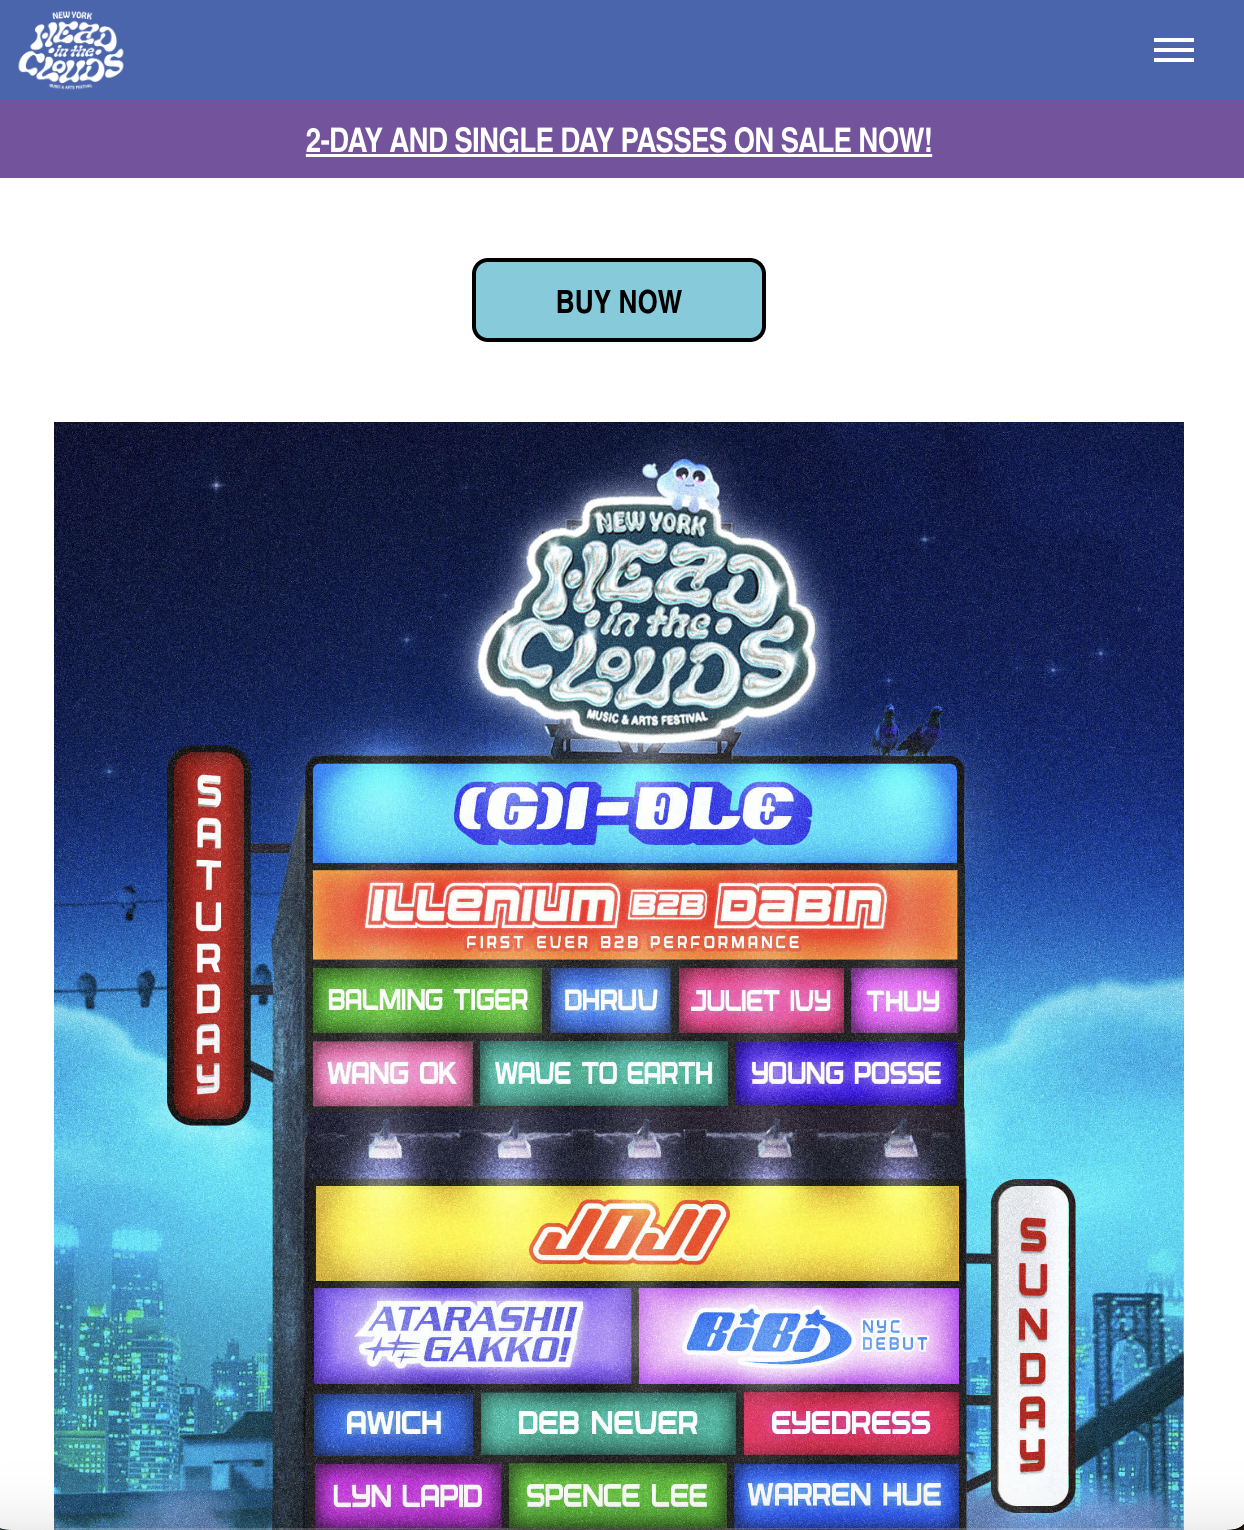 NEW YORK
HEAD
in the
CLOUDS
MUSIC & ARTS FESTIVAL
2-DAY AND SINGLE DAY PASSES ON SALE NOW!
BUY NOW
NEW YORK
HEAD
in the
CLOUDS
MUSIC & ARTS FESTIVAL
SATURDAY
(G)I-DLE
ILLENIUM B2B DABIN
FIRST EVER B2B PERFORMANCE
BALMING TIGER DHRUV JULIET IVY THUY
WANG OK WAVE TO EARTH YOUNG POSSE
SUNDAY
JOJI
ATARASHII
GAKKO!
BIBI
NYC
DEBUT
AWICH DEB NEVER EYEDRESS
LYN LAPID SPENCE LEE WARREN HUE